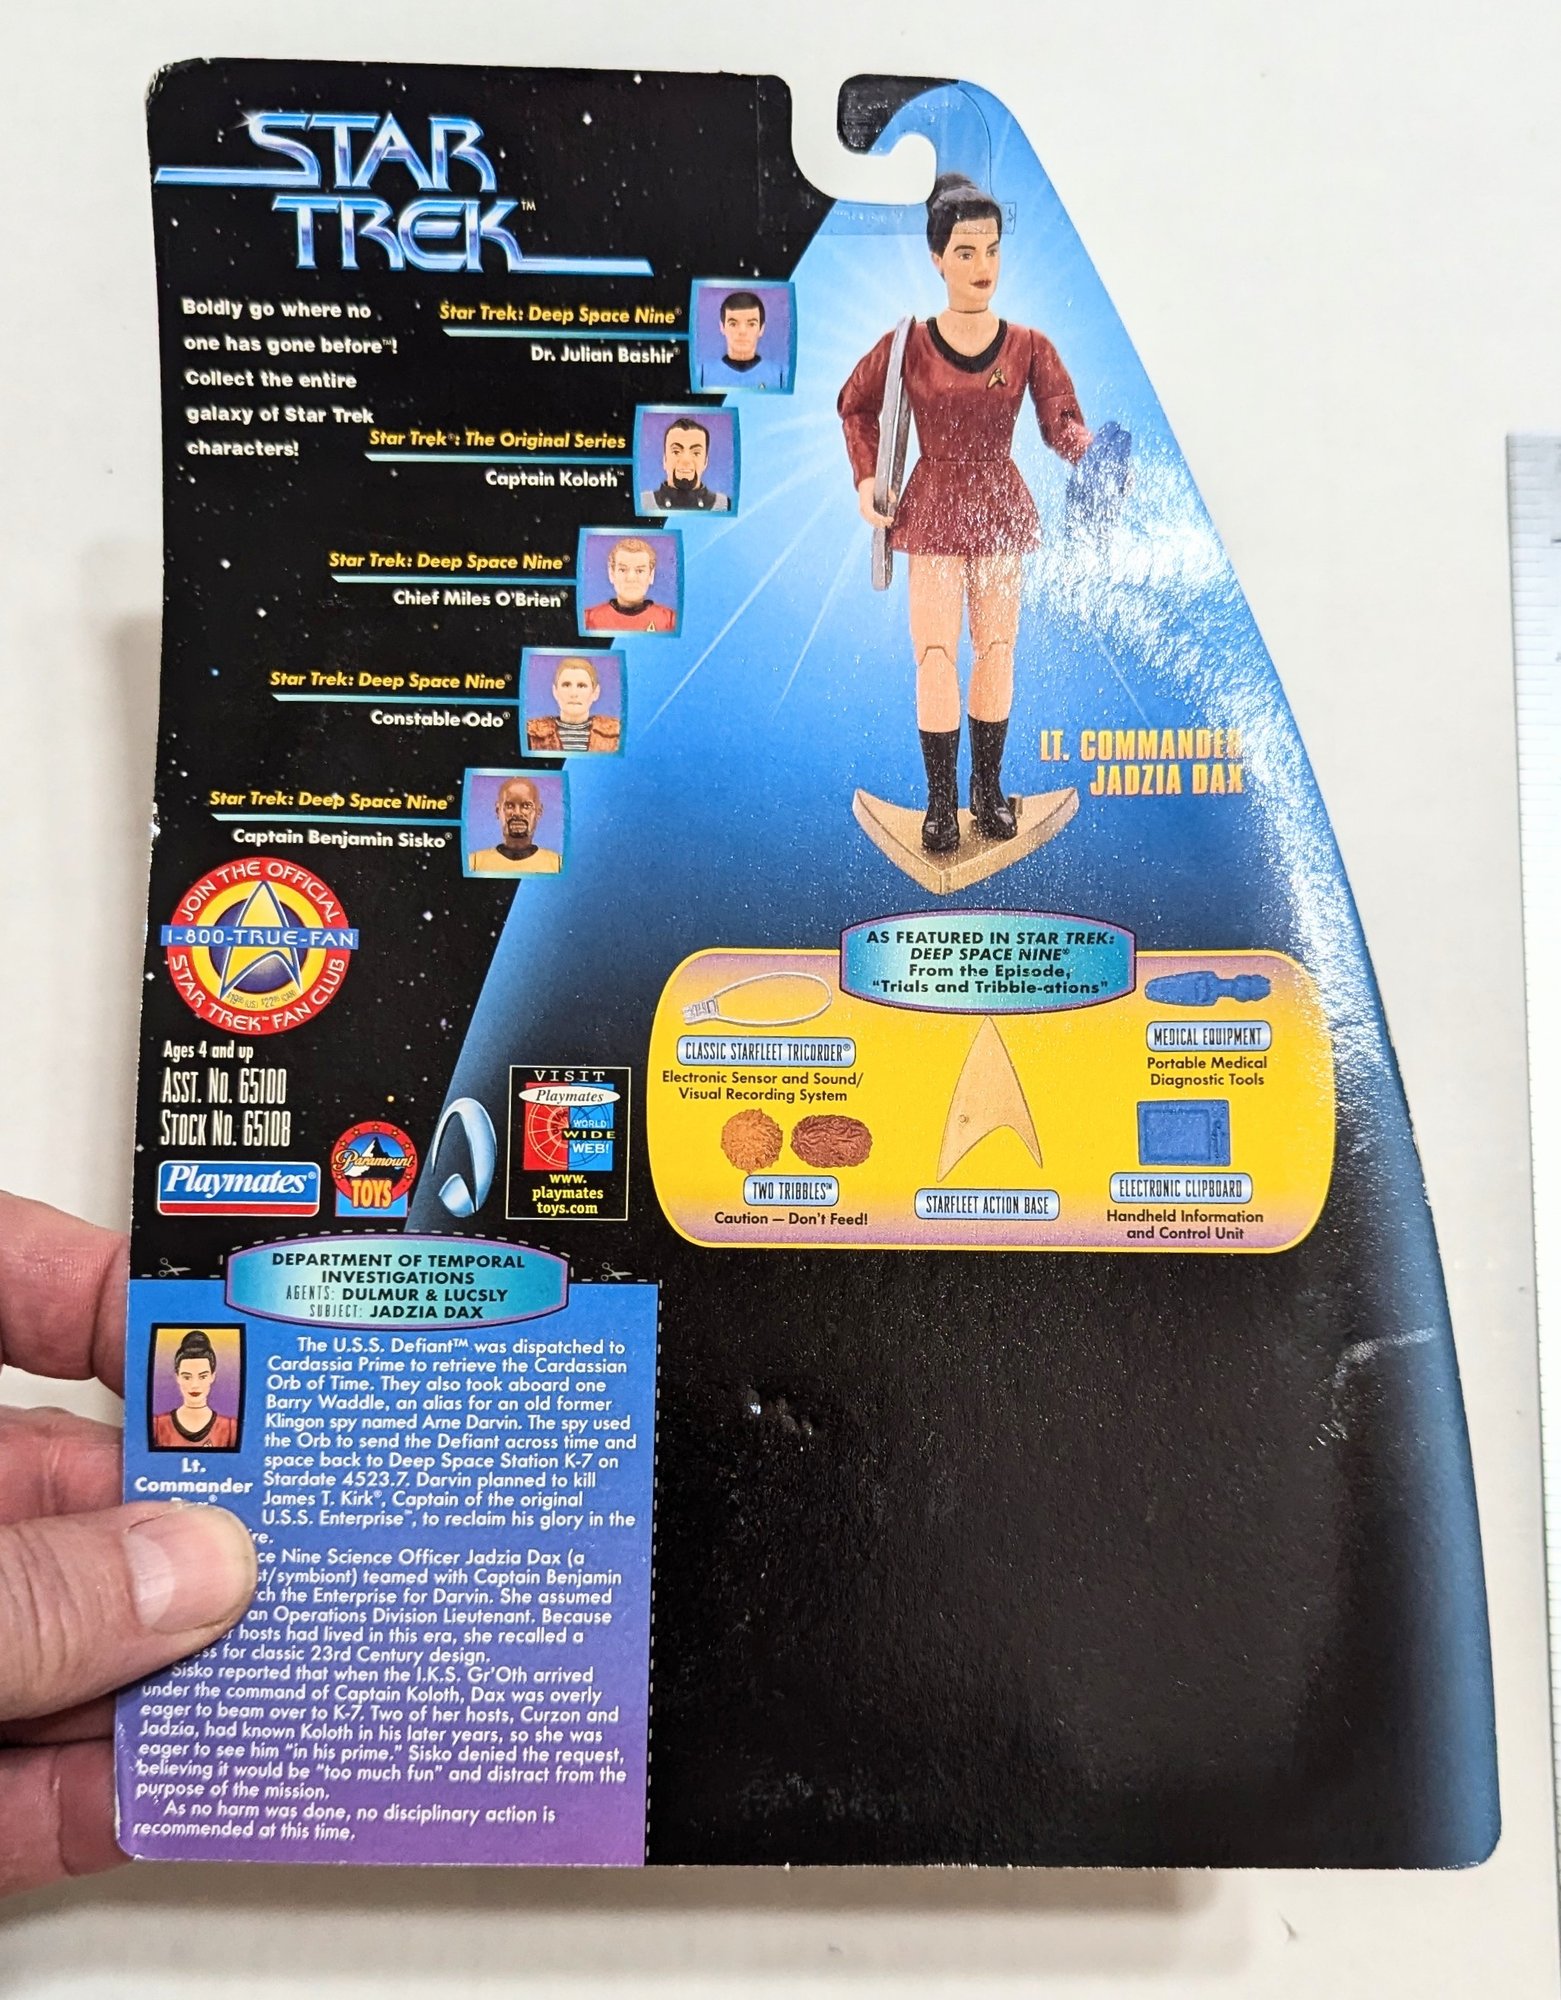 STAR
TREK™
Boldly go where no
one has gone before™!
Collect the entire
galaxy of Star Trek
characters!
Star Trek: Deep Space Nine®
Dr. Julian Bashir®
Star Trek®: The Original Series
Captain Koloth™
Star Trek: Deep Space Nine®
Chief Miles O'Brien®
Star Trek: Deep Space Nine®
Constable Odo®
Star Trek: Deep Space Nine®
Captain Benjamin Sisko®
LT. COMMANDER
JADZIA DAX
JOIN THE OFFICIAL
1-800-TRUE-FAN
STAR TREK™ FAN CLUB
Ages 4 and up
ASST. NO. 65100
STOCK NO. 65108
Playmates®
Paramount
TOYS
VISIT
Playmates
WORLD
WIDE
WEB!
www.
playmates
toys.com
AS FEATURED IN STAR TREK:
DEEP SPACE NINE®
From the Episode,
"Trials and Tribble-ations"
CLASSIC STARFLEET TRICORDER®
Electronic Sensor and Sound/
Visual Recording System
TWO TRIBBLES™
Caution — Don't Feed!
STARFLEET ACTION BASE
MEDICAL EQUIPMENT
Portable Medical
Diagnostic Tools
ELECTRONIC CLIPBOARD
Handheld Information
and Control Unit
DEPARTMENT OF TEMPORAL
INVESTIGATIONS
AGENTS: DULMUR & LUCSLY
SUBJECT: JADZIA DAX
Lt.
Commander
The U.S.S. Defiant™ was dispatched to
Cardassia Prime to retrieve the Cardassian
Orb of Time. They also took aboard one
Barry Waddle, an alias for an old former
Klingon spy named Arne Darvin. The spy used
the Orb to send the Defiant across time and
space back to Deep Space Station K-7 on
Stardate 4523.7. Darvin planned to kill
James T. Kirk®, Captain of the original
U.S.S. Enterprise™, to reclaim his glory in the
Nine Science Officer Jadzia Dax (a
/symbiont) teamed with Captain Benjamin
the Enterprise for Darvin. She assumed
an Operations Division Lieutenant. Because
hosts had lived in this era, she recalled a
for classic 23rd Century design.
Sisko reported that when the I.K.S. Gr'Oth arrived
under the command of Captain Koloth, Dax was overly
eager to beam over to K-7. Two of her hosts, Curzon and
Jadzia, had known Koloth in his later years, so she was
eager to see him "in his prime." Sisko denied the request,
believing it would be "too much fun" and distract from the
purpose of the mission.
As no harm was done, no disciplinary action is
recommended at this time.